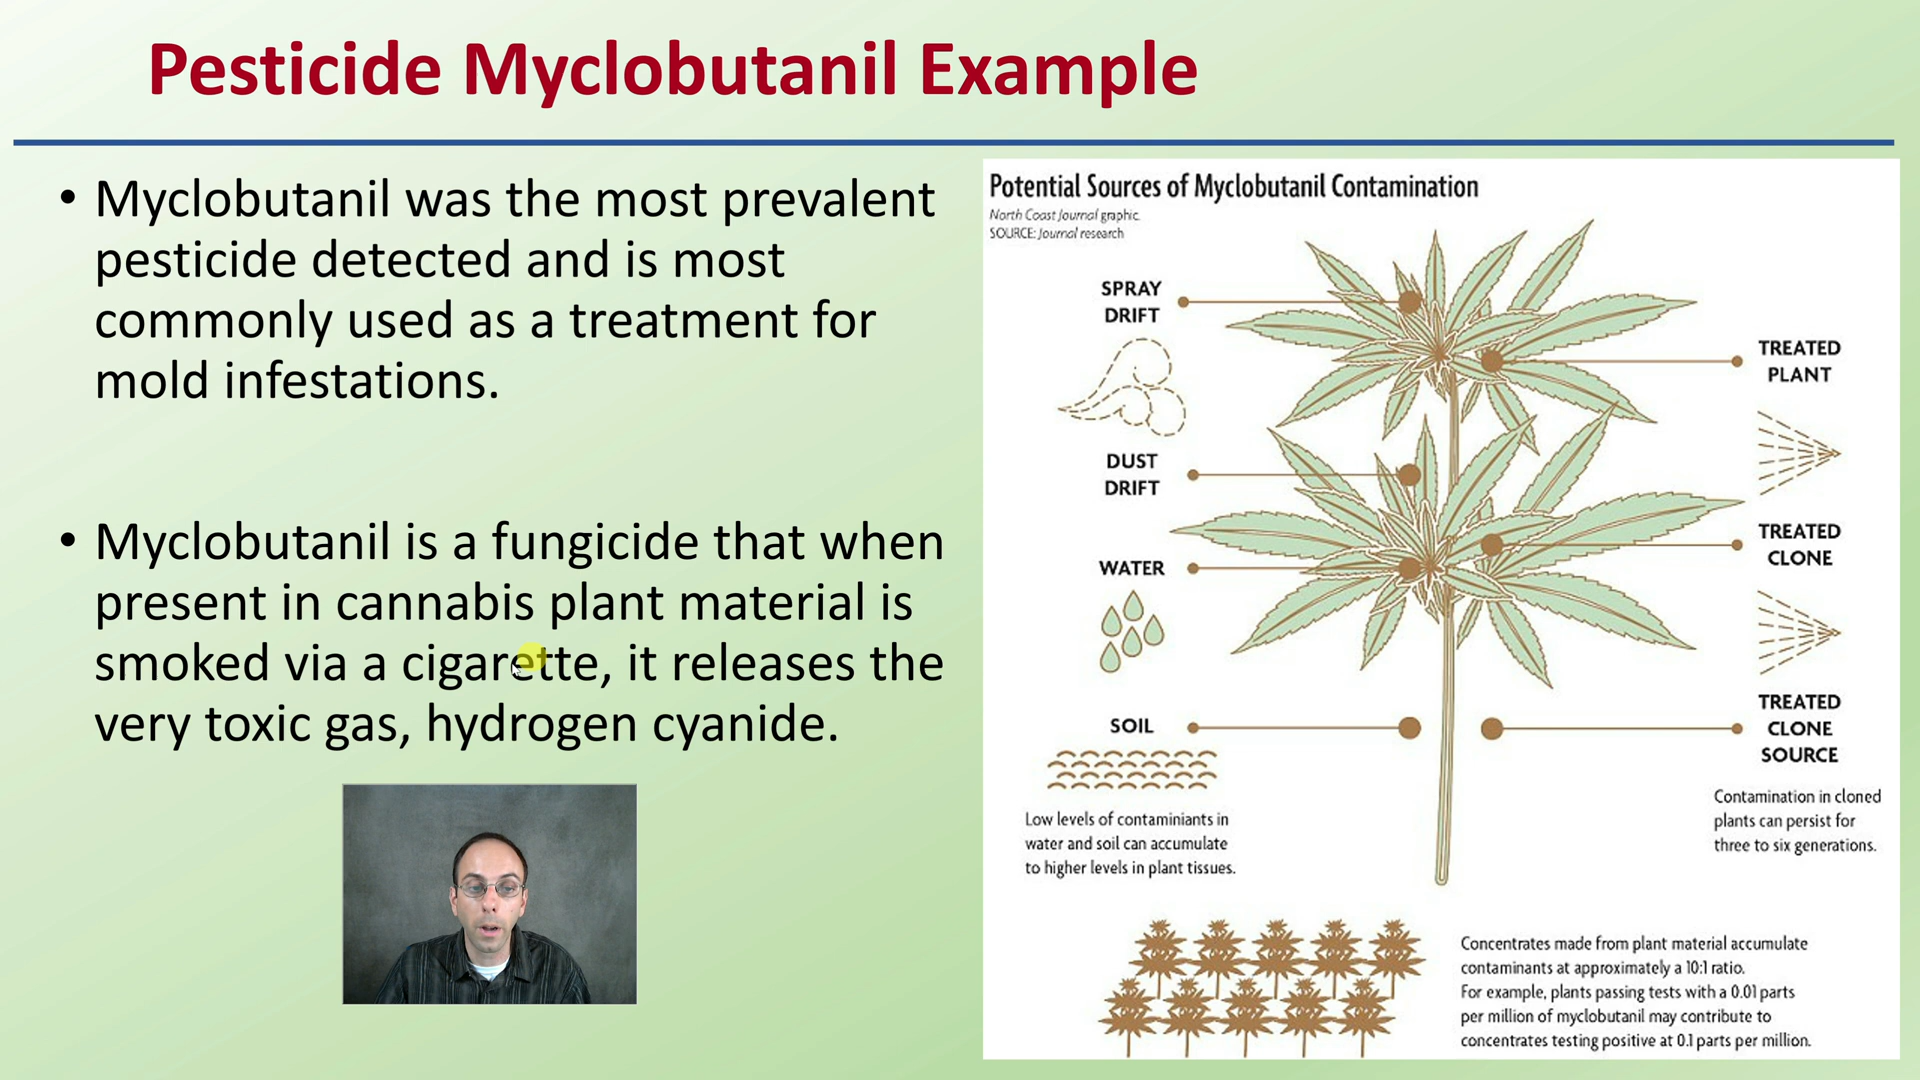 Pesticide Myclobutanil Example
• Myclobutanil was the most prevalent
pesticide detected and is most
commonly used as a treatment for
mold infestations.
• Myclobutanil is a fungicide that when
present in cannabis plant material is
smoked via a cigarette, it releases the
very toxic gas, hydrogen cyanide.
Potential Sources of Myclobutanil Contamination
North Coast Journal graphic.
SOURCE: Journal research
SPRAY
DRIFT
DUST
DRIFT
WATER
SOIL
Low levels of contaminiants in
water and soil can accumulate
to higher levels in plant tissues.
TREATED
PLANT
TREATED
CLONE
TREATED
CLONE
SOURCE
Contamination in cloned
plants can persist for
three to six generations.
Concentrates made from plant material accumulate
contaminants at approximately a 10:1 ratio.
For example, plants passing tests with a 0.01 parts
per million of myclobutanil may contribute to
concentrates testing positive at 0.1 parts per million.